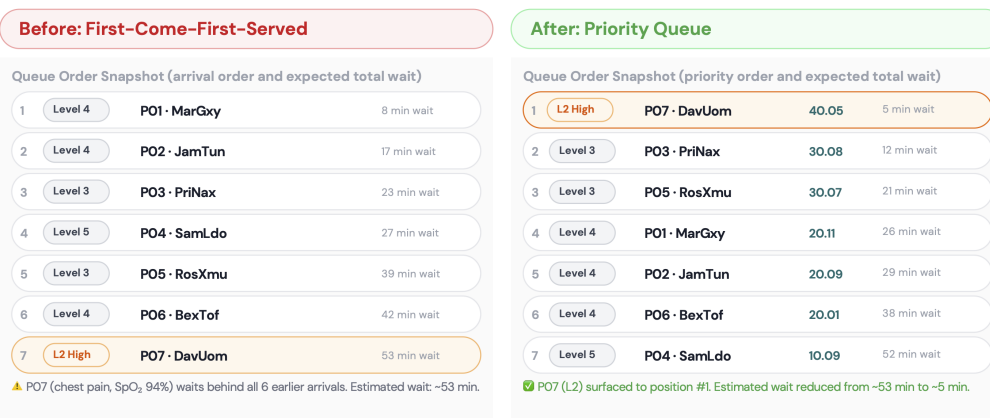 Before: First-Come-First-Served
Queue Order Snapshot (arrival order and expected total wait)
1 Level 4 P01 · MarGxy 8 min wait
2 Level 4 P02 · JamTun 17 min wait
3 Level 3 P03 · PriNax 23 min wait
4 Level 5 P04 · SamLdo 27 min wait
5 Level 3 P05 · RosXmu 39 min wait
6 Level 4 P06 · BexTof 42 min wait
7 L2 High P07 · DavUom 53 min wait
⚠️ P07 (chest pain, SpO₂ 94%) waits behind all 6 earlier arrivals. Estimated wait: ~53 min.
After: Priority Queue
Queue Order Snapshot (priority order and expected total wait)
1 L2 High P07 · DavUom 40.05 5 min wait
2 Level 3 P03 · PriNax 30.08 12 min wait
3 Level 3 P05 · RosXmu 30.07 21 min wait
4 Level 4 P01 · MarGxy 20.11 26 min wait
5 Level 4 P02 · JamTun 20.09 29 min wait
6 Level 4 P06 · BexTof 20.01 38 min wait
7 Level 5 P04 · SamLdo 10.09 52 min wait
✅ P07 (L2) surfaced to position #1. Estimated wait reduced from ~53 min to ~5 min.